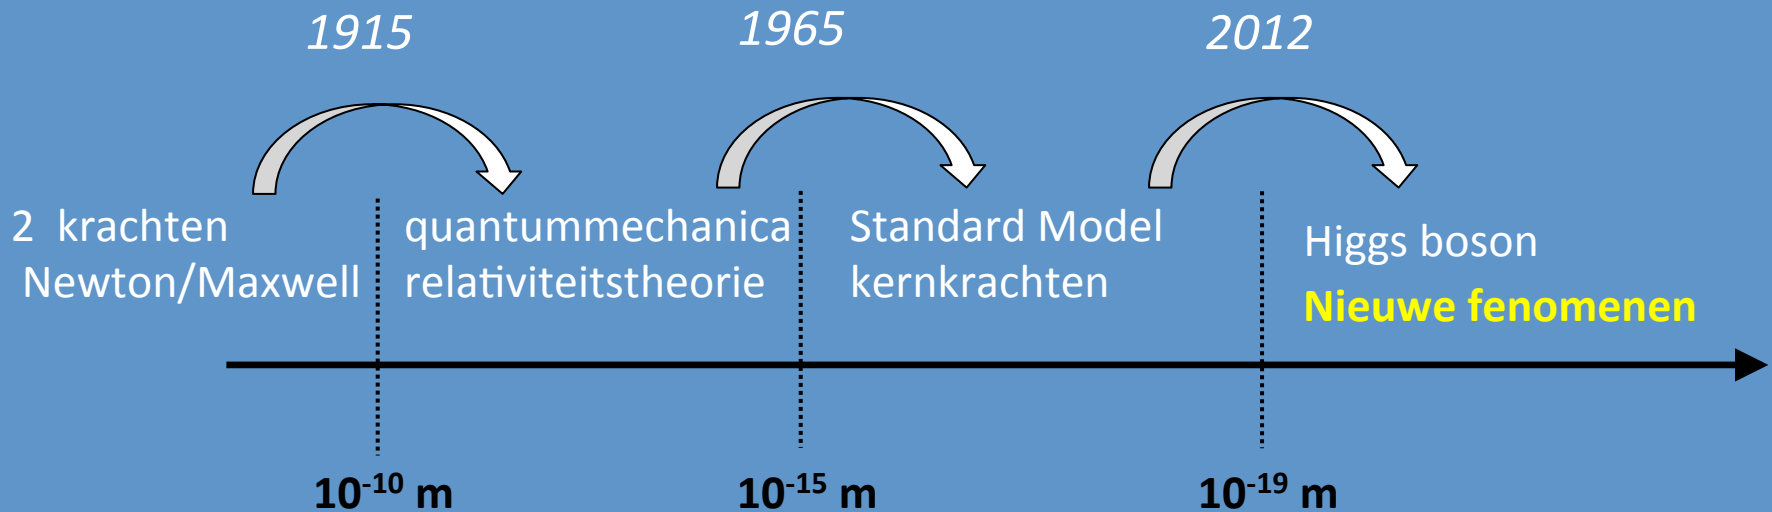 1915
1965
2012
2 krachten
Newton/Maxwell
quantummechanica
relativiteitstheorie
Standard Model
kernkrachten
Higgs boson
Nieuwe fenomenen
10⁻¹⁰ m
10⁻¹⁵ m
10⁻¹⁹ m